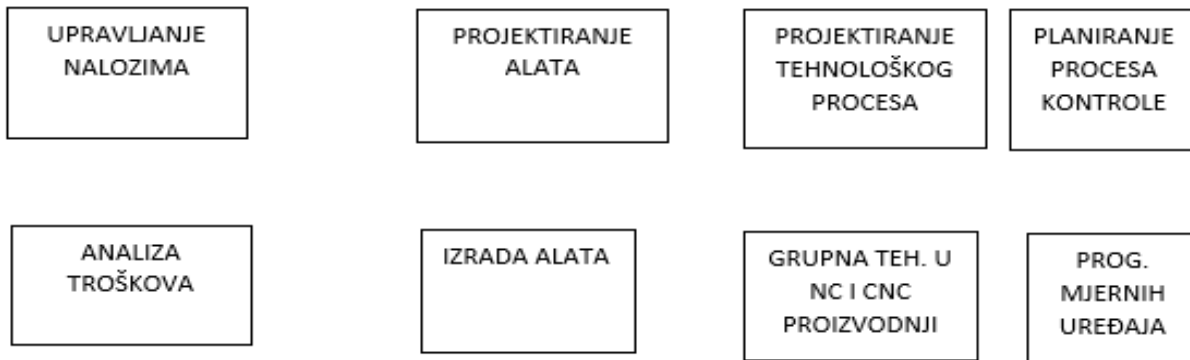 UPRAVLJANJE
NALOZIMA
PROJEKTIRANJE
ALATA
PROJEKTIRANJE
TEHNOLOŠKOG
PROCESA
PLANIRANJE
PROCESA
KONTROLE
ANALIZA
TROŠKOVA
IZRADA ALATA
GRUPNA TEH. U
NC I CNC
PROIZVODNJI
PROG.
MJERNIH
UREĐAJA